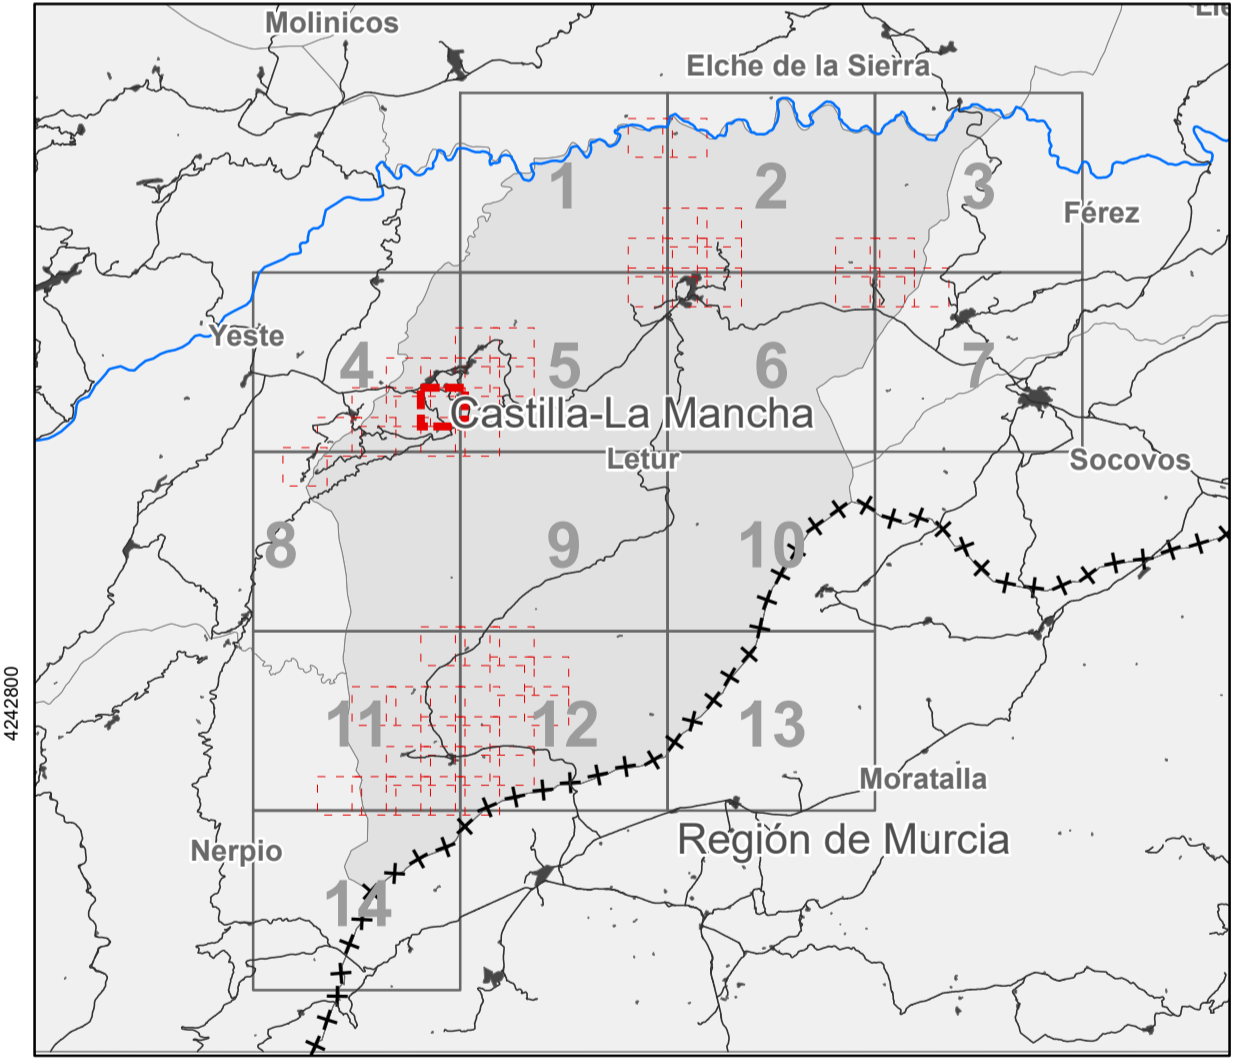 Molinicos
Elche de la Sierra
1
2
3
Férez
Yeste
4
5
6
7
Castilla-La Mancha
Letur
Socovos
8
9
10
4242800
11
12
13
Moratalla
Región de Murcia
Nerpio
14